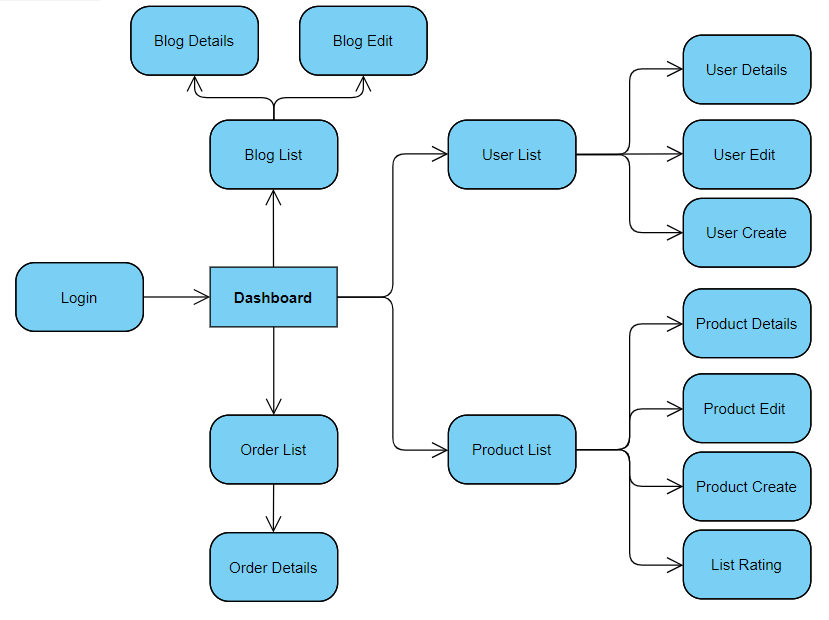 Blog Details
Blog Edit
User Details
Blog List
User List
User Edit
User Create
Login
Dashboard
Product Details
Product Edit
Order List
Product List
Product Create
Order Details
List Rating